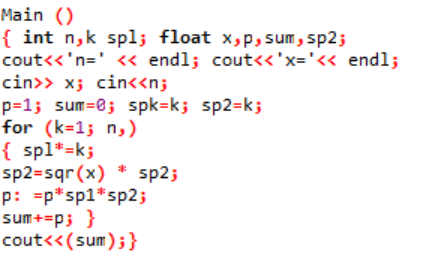 Main ()
{ int n,k spl; float x,p,sum,sp2;
cout<<'n=' << endl; cout<<'x='<< endl;
cin>> x; cin<<n;
p=1; sum=0; spk=k; sp2=k;
for (k=1; n,)
{ spl*=k;
sp2=sqr(x) * sp2;
p: =p*sp1*sp2;
sum+=p; }
cout<<(sum);}